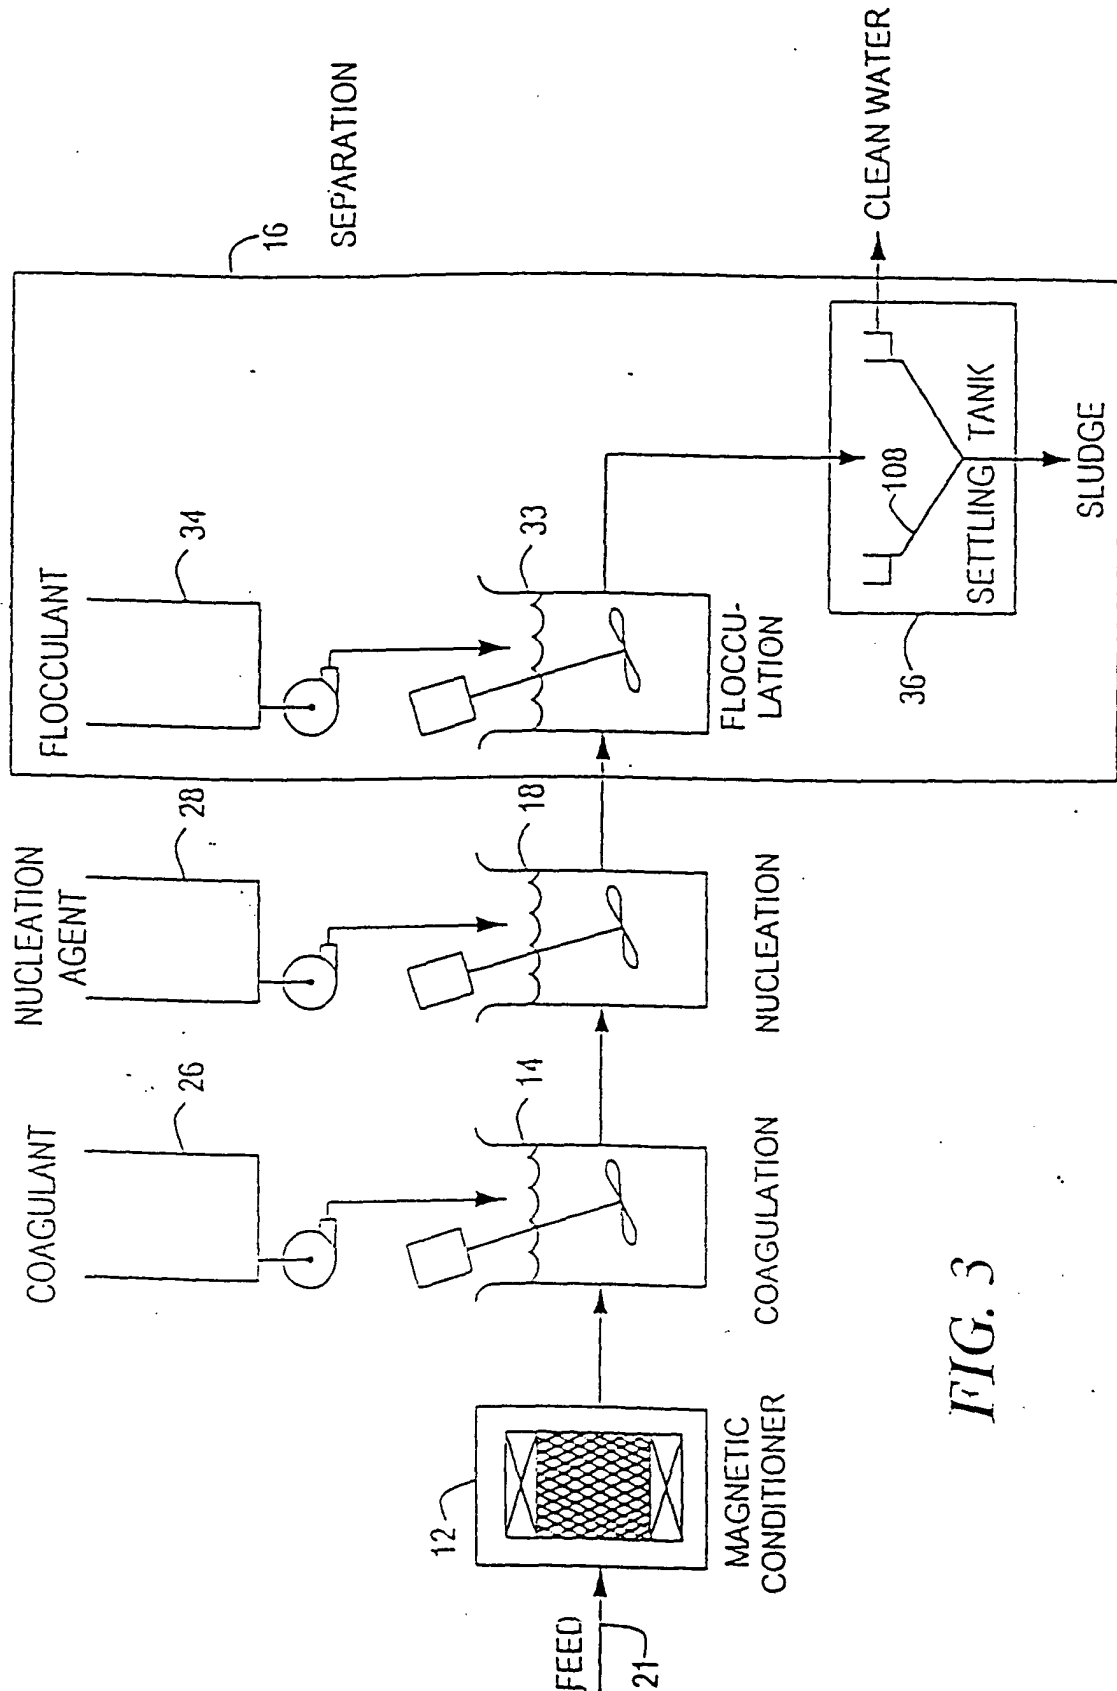 FLOCCULANT
34
16
SEPARATION
NUCLEATION
AGENT
28
COAGULANT
26
33
18
14
12
FEED
21
MAGNETIC
CONDITIONER
COAGULATION
NUCLEATION
FLOCCU-
LATION
108
SETTLING TANK
36
CLEAN WATER
SLUDGE
FIG. 3